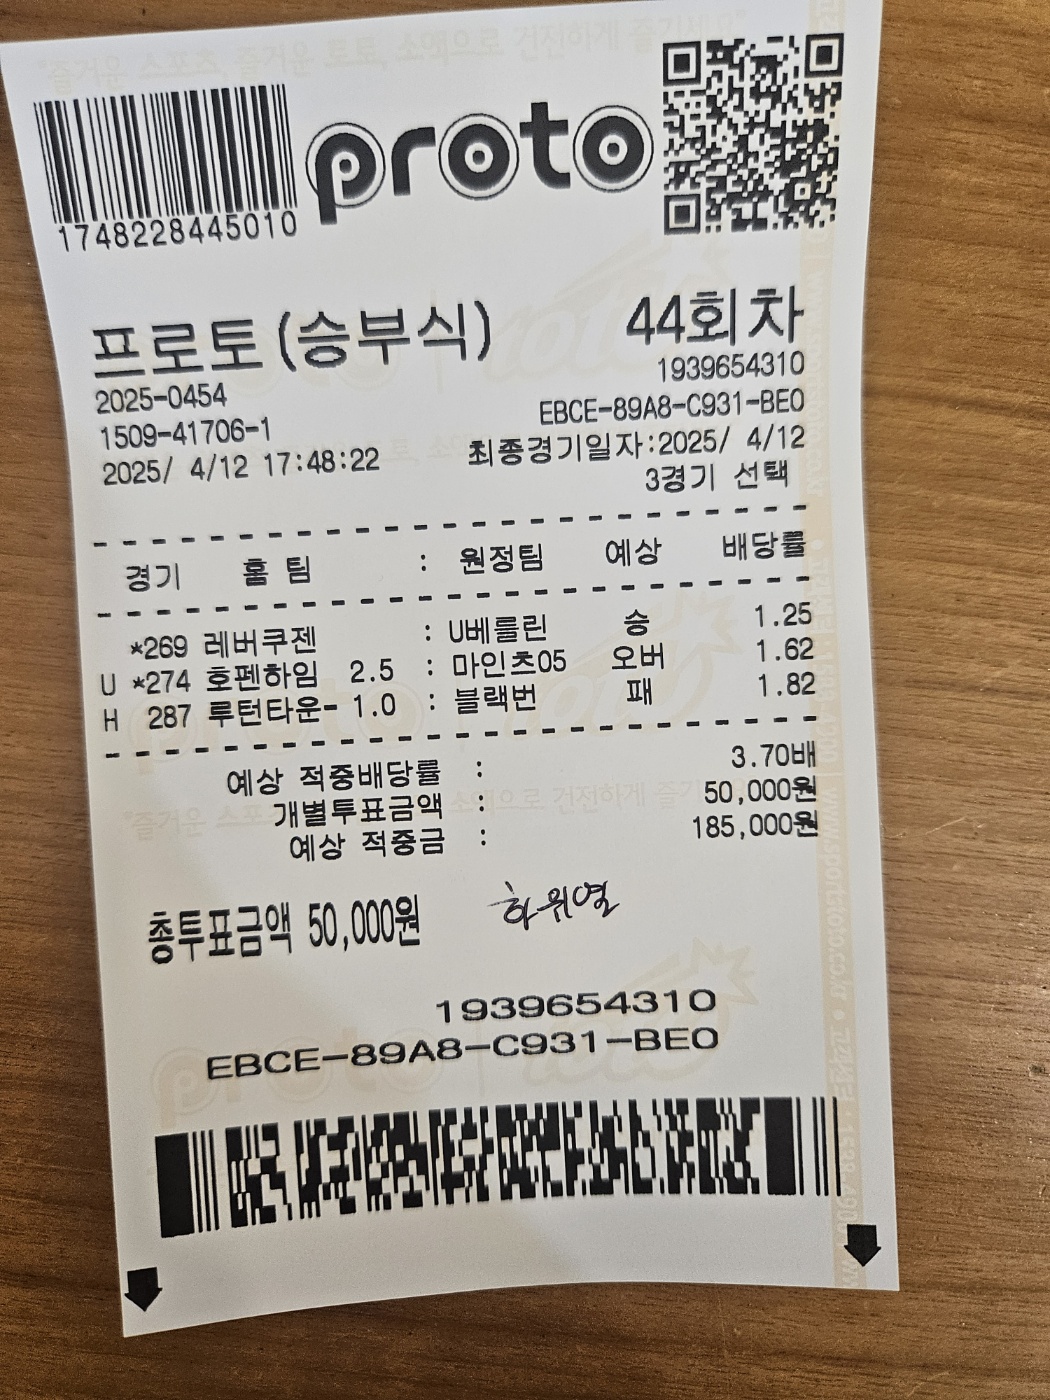 "즐거운 스포츠, 즐거운 토토, 소액으로 건전하게 즐기세요"
proto
1748228445010
프로토(승부식) 44회차
1939654310
2025-0454
EBCE-89A8-C931-BE0
1509-41706-1
최종경기일자:2025/ 4/12
2025/ 4/12 17:48:22
3경기 선택
경기 홈 팀 : 원정팀 예상 배당률
*269 레버쿠젠 : U베를린 승 1.25
U *274 호펜하임 2.5 : 마인츠05 오버 1.62
H 287 루턴타운- 1.0 : 블랙번 패 1.82
예상 적중배당률 : 3.70배
개별투표금액 : 50,000원
예상 적중금 : 185,000원
총투표금액 50,000원 하위열
1939654310
EBCE-89A8-C931-BE0